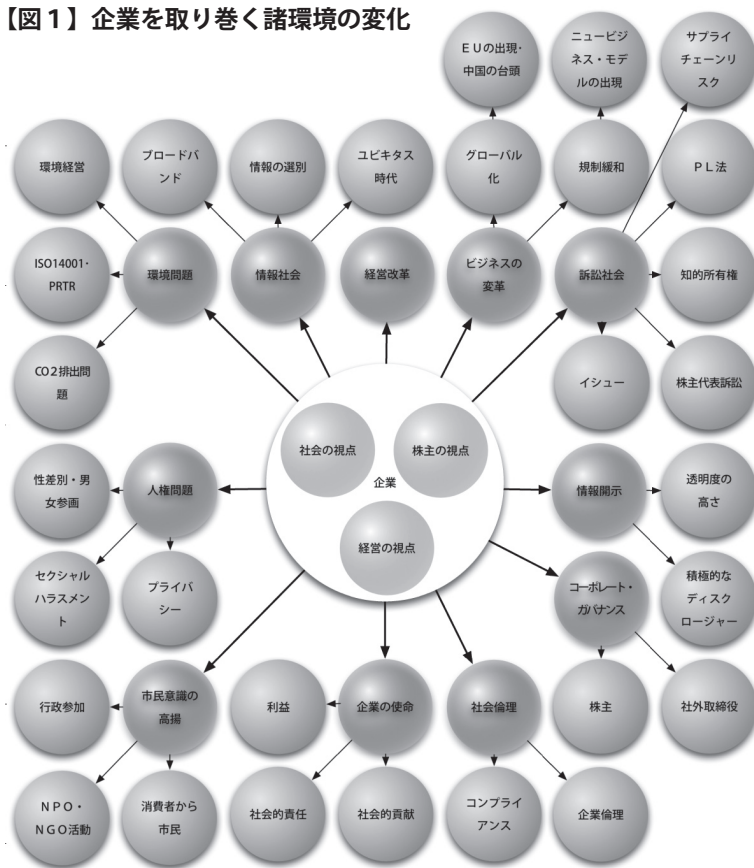 【図１】企業を取り巻く諸環境の変化
ＥＵの出現・
中国の台頭
ニュービジ
ネス・モデ
ルの出現
サプライ
チェーンリ
スク
環境経営
ブロードバ
ンド
情報の選別
ユビキタス
時代
グローバル
化
規制緩和
ＰＬ法
ISO14001・
PRTR
環境問題
情報社会
経営改革
ビジネスの
変革
訴訟社会
知的所有権
CO２排出問
題
イシュー
株主代表訴訟
社会の視点
株主の視点
企業
経営の視点
性差別・男
女参画
人権問題
情報開示
透明度の
高さ
セクシャル
ハラスメン
ト
プライバ
シー
コーポレート・
ガバナンス
積極的な
ディスク
ロージャー
行政参加
市民意識の
高揚
利益
企業の使命
社会倫理
株主
社外取締役
ＮＰＯ・
ＮＧＯ活動
消費者から
市民
社会的責任
社会的貢献
コンプライ
アンス
企業倫理